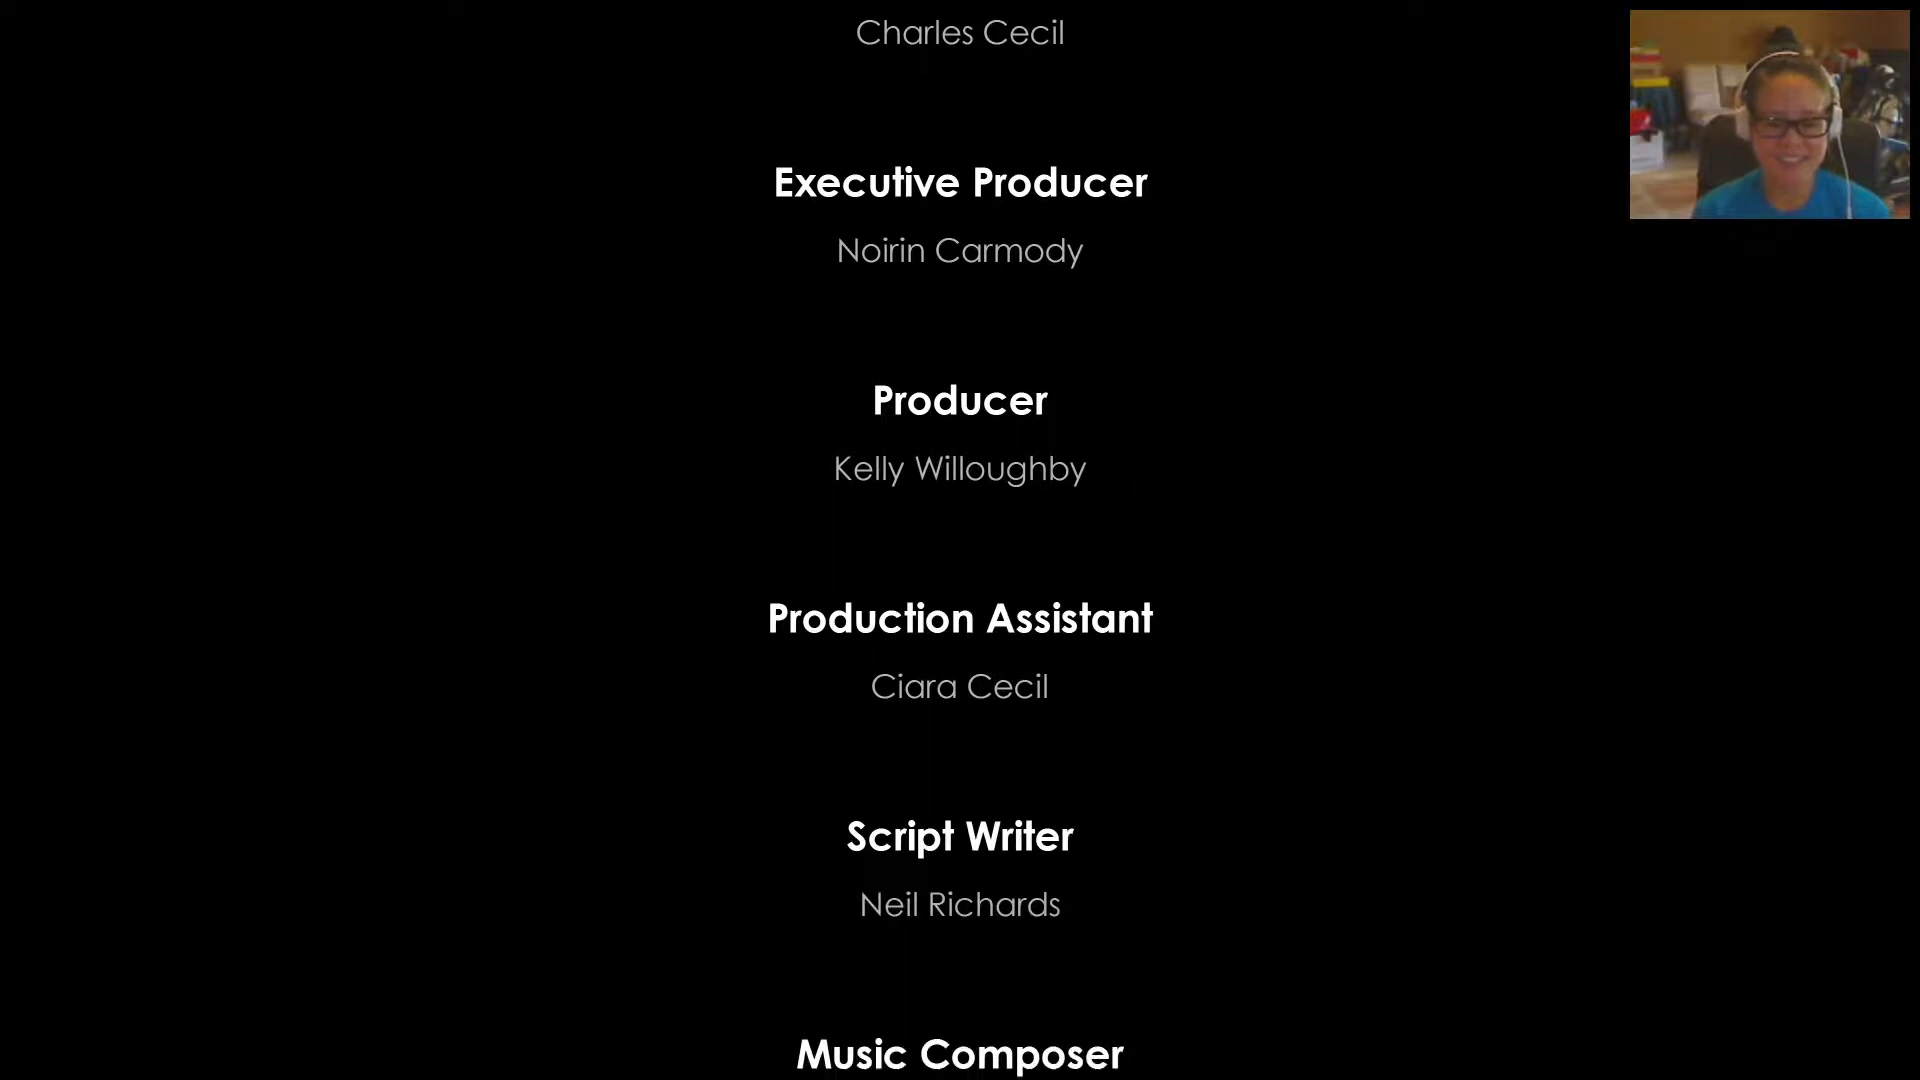 Charles Cecil
Executive Producer
Noirin Carmody
Producer
Kelly Willoughby
Production Assistant
Ciara Cecil
Script Writer
Neil Richards
Music Composer